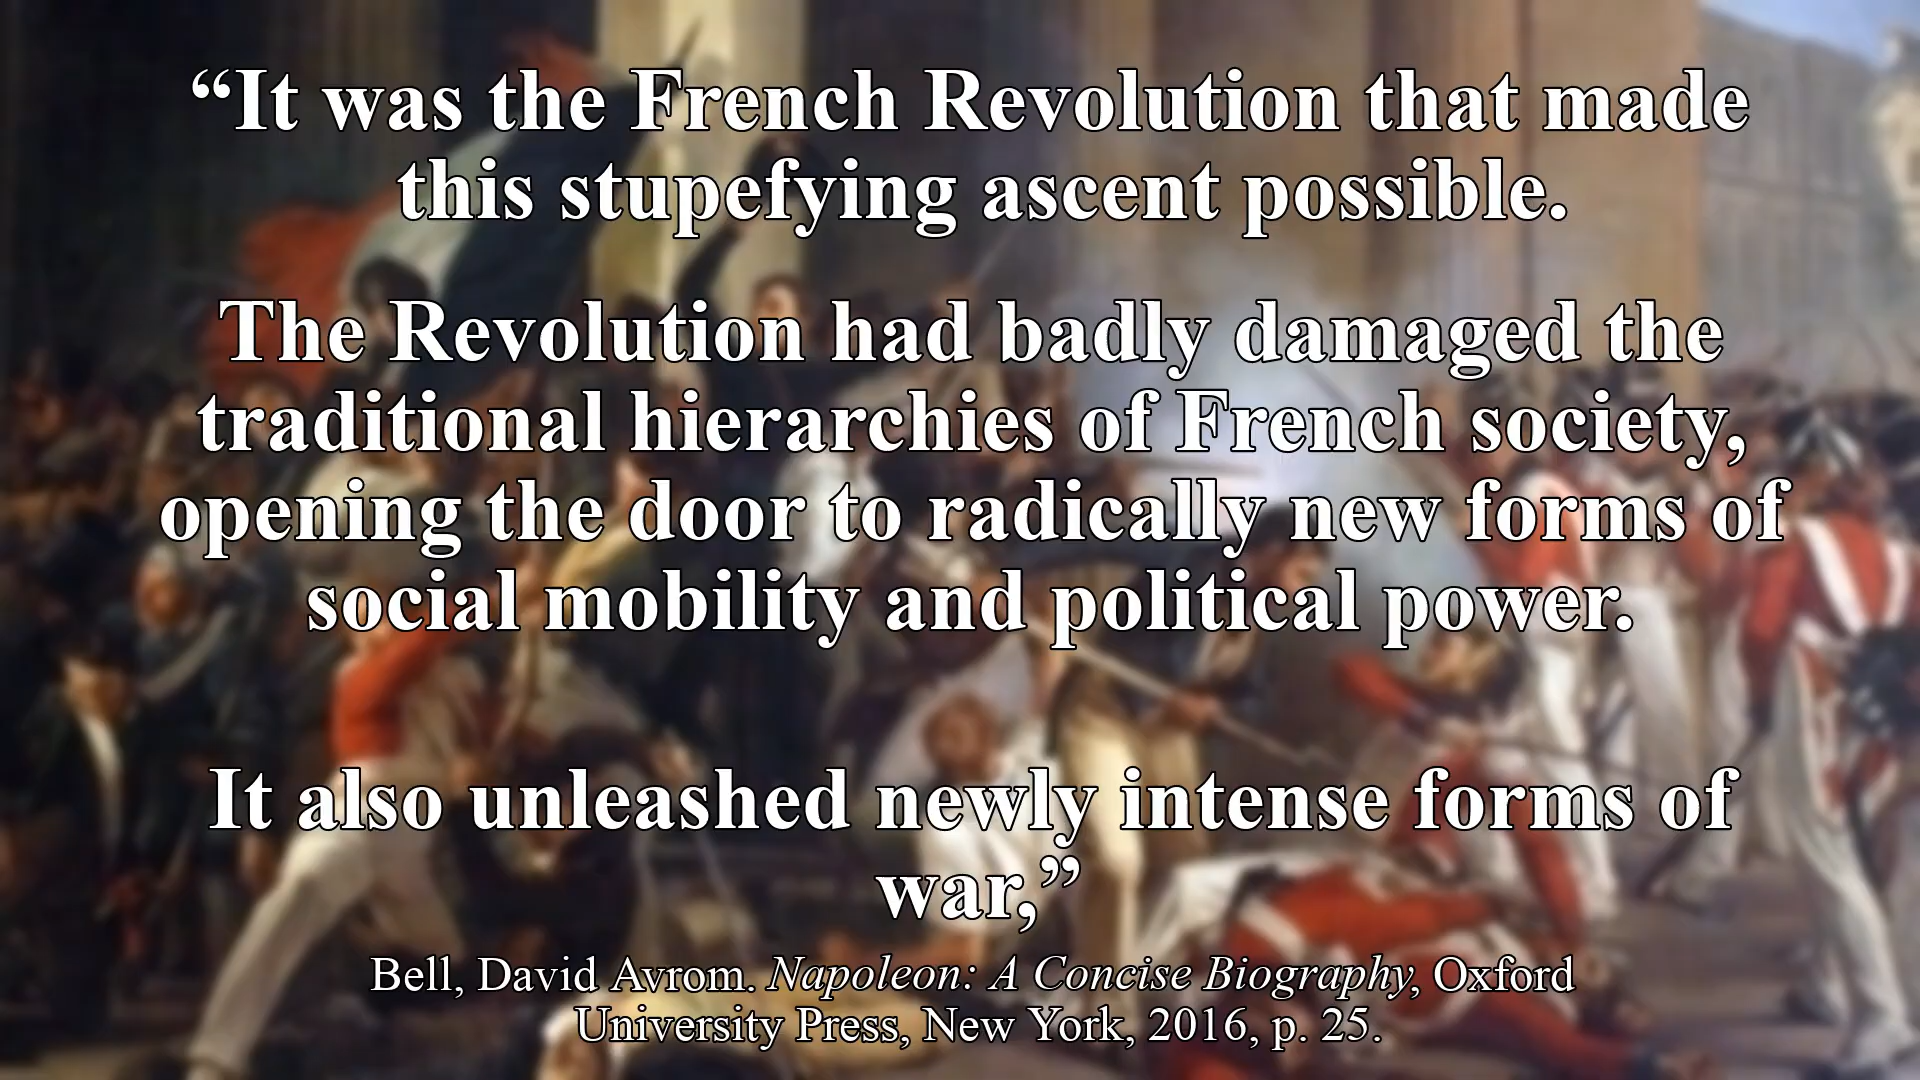 “It was the French Revolution that made
this stupefying ascent possible.
The Revolution had badly damaged the
traditional hierarchies of French society,
opening the door to radically new forms of
social mobility and political power.
It also unleashed newly intense forms of
war,”
Bell, David Avrom. Napoleon: A Concise Biography, Oxford
University Press, New York, 2016, p. 25.